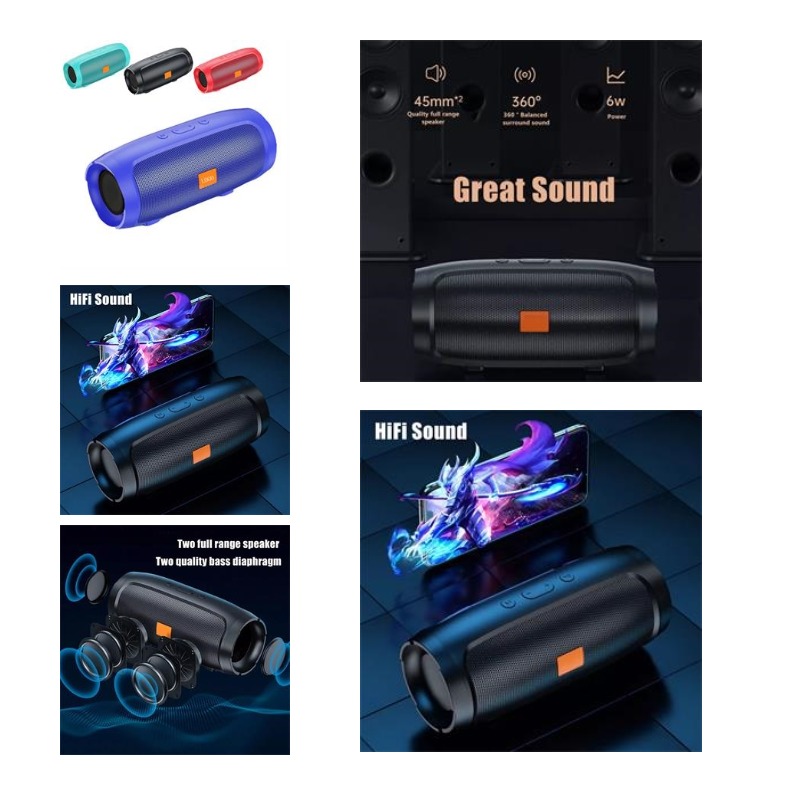 45mm*2
Quality full range
speaker
360°
360 ° Balanced
surround sound
6w
Power
Great Sound
HiFi Sound
Two full range speaker
Two quality bass diaphragm
HiFi Sound